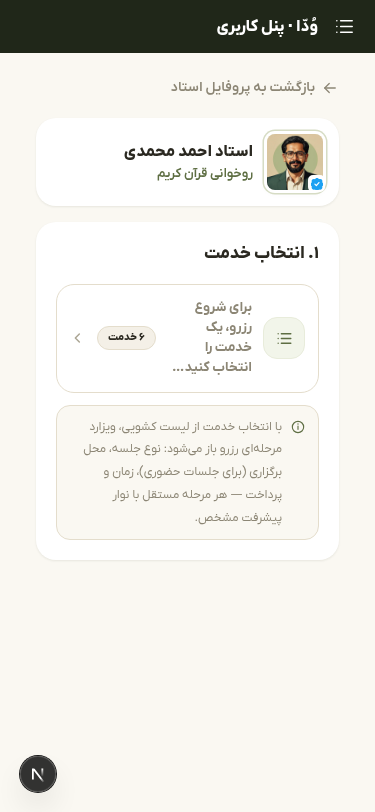 وُدّا · پنل کاربری
بازگشت به پروفایل استاد
استاد احمد محمدی
روخوانی قرآن کریم
۱. انتخاب خدمت
برای شروع
رزرو، یک
خدمت را
انتخاب کنید...
۶ خدمت
با انتخاب خدمت از لیست کشویی، ویزارد
مرحله‌ای رزرو باز می‌شود: نوع جلسه، محل
برگزاری (برای جلسات حضوری)، زمان و
پرداخت — هر مرحله مستقل با نوار
پیشرفت مشخص.
N